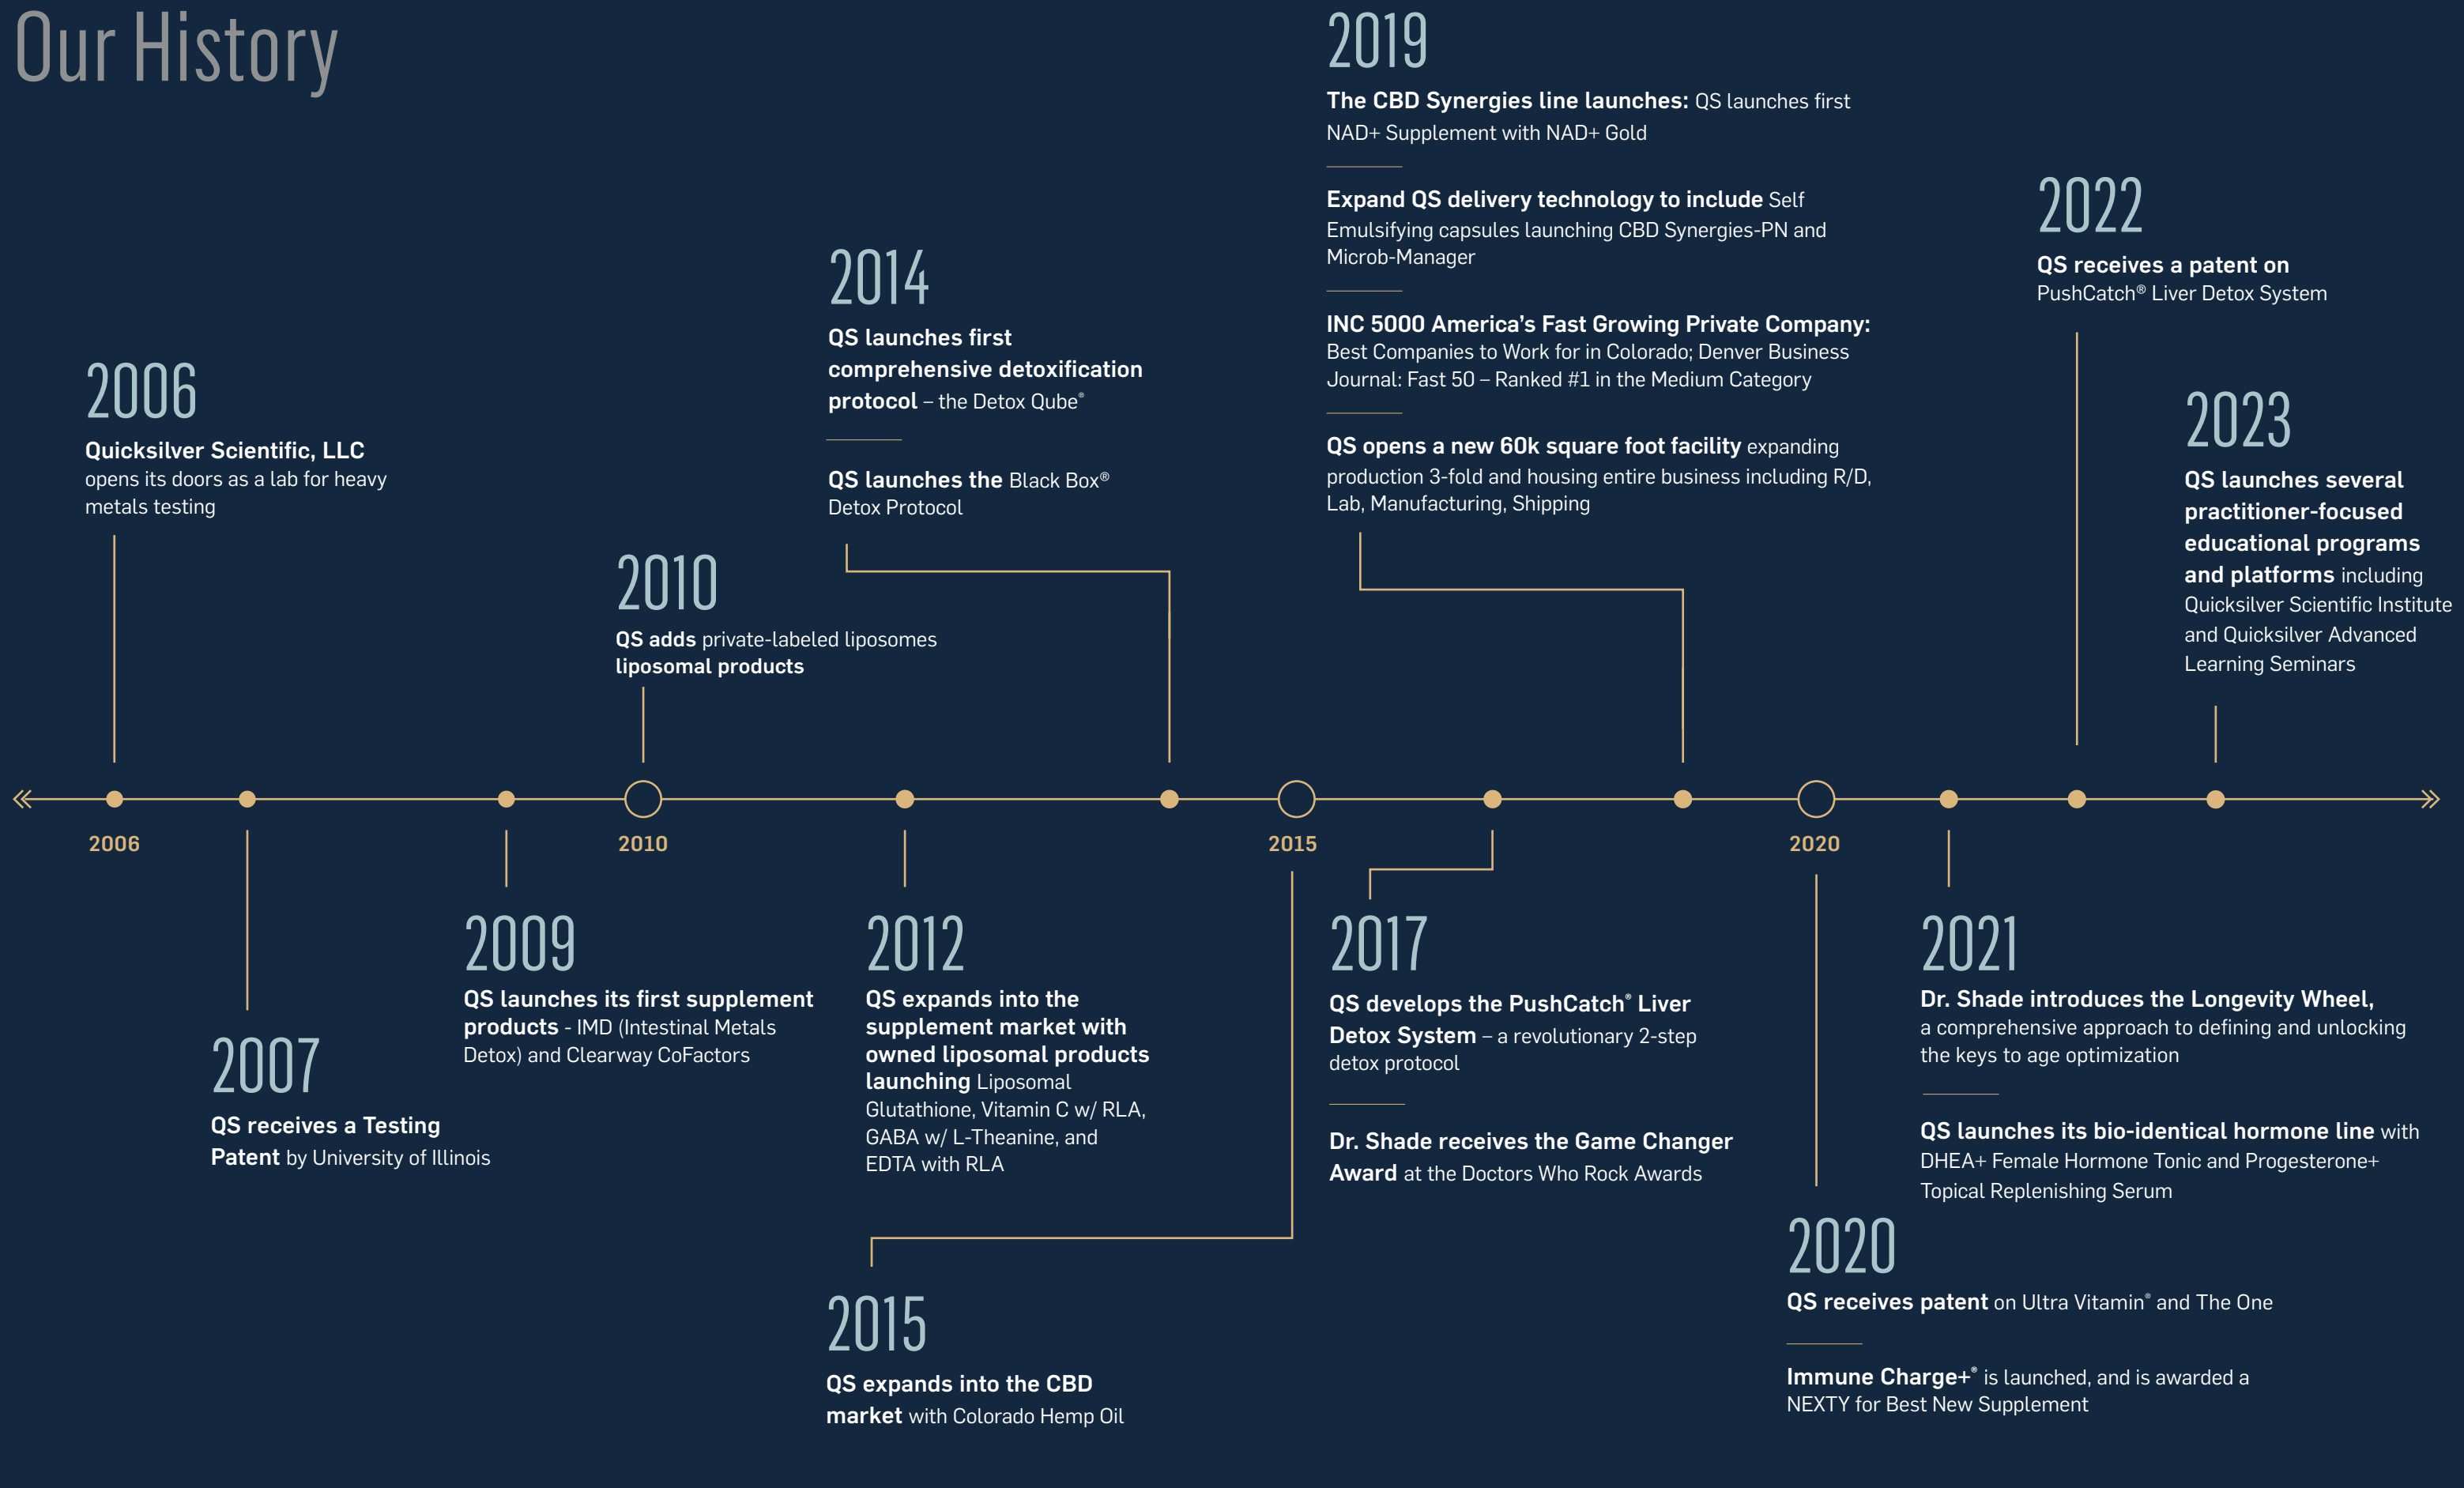 Our History
2006
Quicksilver Scientific, LLC
opens its doors as a lab for heavy
metals testing
2010
QS adds private-labeled liposomes
liposomal products
2014
QS launches first
comprehensive detoxification
protocol – the Detox Qube®
QS launches the Black Box®
Detox Protocol
2019
The CBD Synergies line launches: QS launches first
NAD+ Supplement with NAD+ Gold
Expand QS delivery technology to include Self
Emulsifying capsules launching CBD Synergies-PN and
Microb-Manager
INC 5000 America’s Fast Growing Private Company:
Best Companies to Work for in Colorado; Denver Business
Journal: Fast 50 – Ranked #1 in the Medium Category
QS opens a new 60k square foot facility expanding
production 3-fold and housing entire business including R/D,
Lab, Manufacturing, Shipping
2022
QS receives a patent on
PushCatch® Liver Detox System
2023
QS launches several
practitioner-focused
educational programs
and platforms including
Quicksilver Scientific Institute
and Quicksilver Advanced
Learning Seminars
2006
2010
2015
2020
2007
QS receives a Testing
Patent by University of Illinois
2009
QS launches its first supplement
products - IMD (Intestinal Metals
Detox) and Clearway CoFactors
2012
QS expands into the
supplement market with
owned liposomal products
launching Liposomal
Glutathione, Vitamin C w/ RLA,
GABA w/ L-Theanine, and
EDTA with RLA
2015
QS expands into the CBD
market with Colorado Hemp Oil
2017
QS develops the PushCatch® Liver
Detox System – a revolutionary 2-step
detox protocol
Dr. Shade receives the Game Changer
Award at the Doctors Who Rock Awards
2020
QS receives patent on Ultra Vitamin® and The One
Immune Charge+® is launched, and is awarded a
NEXTY for Best New Supplement
2021
Dr. Shade introduces the Longevity Wheel,
a comprehensive approach to defining and unlocking
the keys to age optimization
QS launches its bio-identical hormone line with
DHEA+ Female Hormone Tonic and Progesterone+
Topical Replenishing Serum